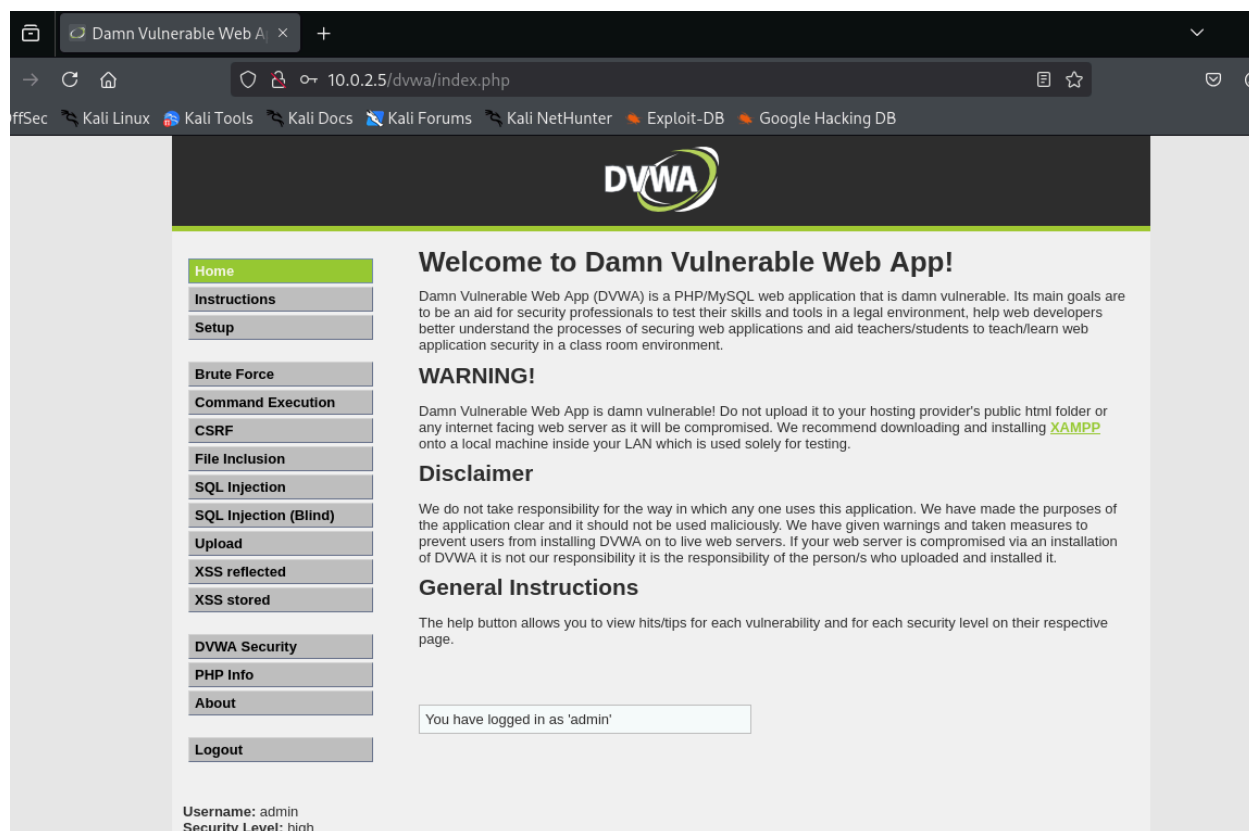 Damn Vulnerable Web A
10.0.2.5/dvwa/index.php
ffSec Kali Linux Kali Tools Kali Docs Kali Forums Kali NetHunter Exploit-DB Google Hacking DB
DVWA
Home
Instructions
Setup
Brute Force
Command Execution
CSRF
File Inclusion
SQL Injection
SQL Injection (Blind)
Upload
XSS reflected
XSS stored
DVWA Security
PHP Info
About
Logout
Username: admin
Security Level: high
Welcome to Damn Vulnerable Web App!
Damn Vulnerable Web App (DVWA) is a PHP/MySQL web application that is damn vulnerable. Its main goals are
to be an aid for security professionals to test their skills and tools in a legal environment, help web developers
better understand the processes of securing web applications and aid teachers/students to teach/learn web
application security in a class room environment.
WARNING!
Damn Vulnerable Web App is damn vulnerable! Do not upload it to your hosting provider's public html folder or
any internet facing web server as it will be compromised. We recommend downloading and installing XAMPP
onto a local machine inside your LAN which is used solely for testing.
Disclaimer
We do not take responsibility for the way in which any one uses this application. We have made the purposes of
the application clear and it should not be used maliciously. We have given warnings and taken measures to
prevent users from installing DVWA on to live web servers. If your web server is compromised via an installation
of DVWA it is not our responsibility it is the responsibility of the person/s who uploaded and installed it.
General Instructions
The help button allows you to view hits/tips for each vulnerability and for each security level on their respective
page.
You have logged in as 'admin'